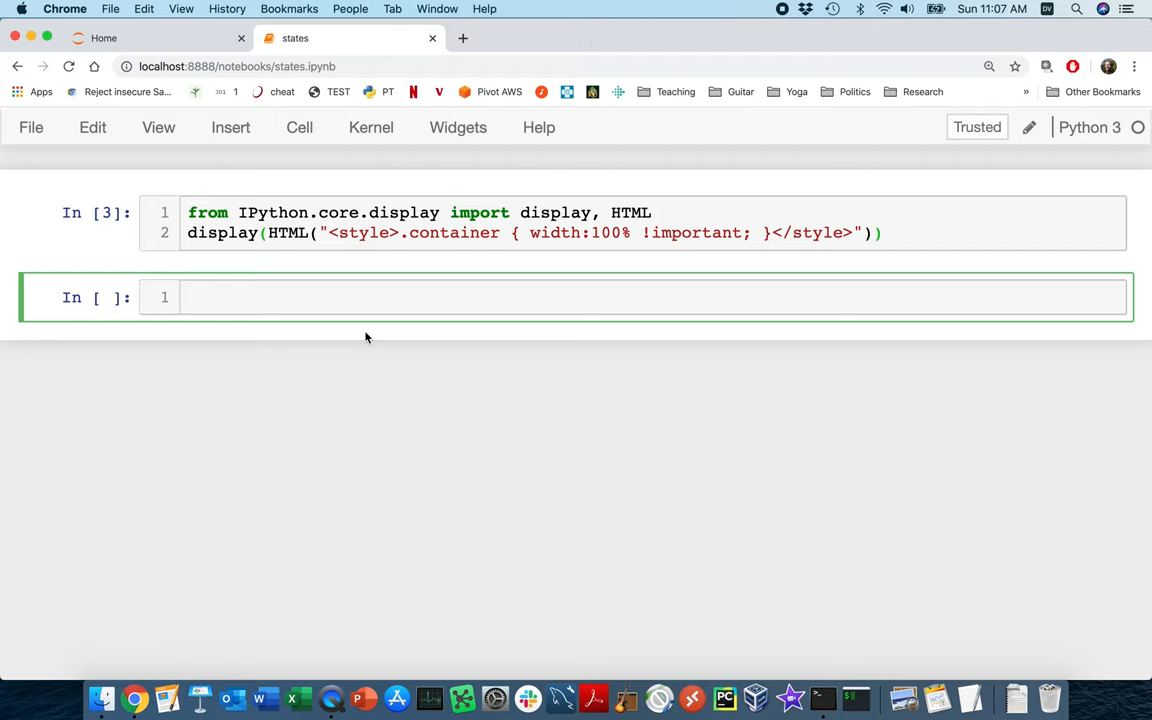 Chrome File Edit View History Bookmarks People Tab Window Help Sun 11:07 AM DV
Home states
localhost:8888/notebooks/states.ipynb
Apps Reject insecure Sa... 301 1 cheat TEST PT N V Pivot AWS Teaching Guitar Yoga Politics Research » Other Bookmarks
File Edit View Insert Cell Kernel Widgets Help Trusted Python 3
In [3]: 1 from IPython.core.display import display, HTML
2 display(HTML("<style>.container { width:100% !important; }</style>"))
In [ ]: 1